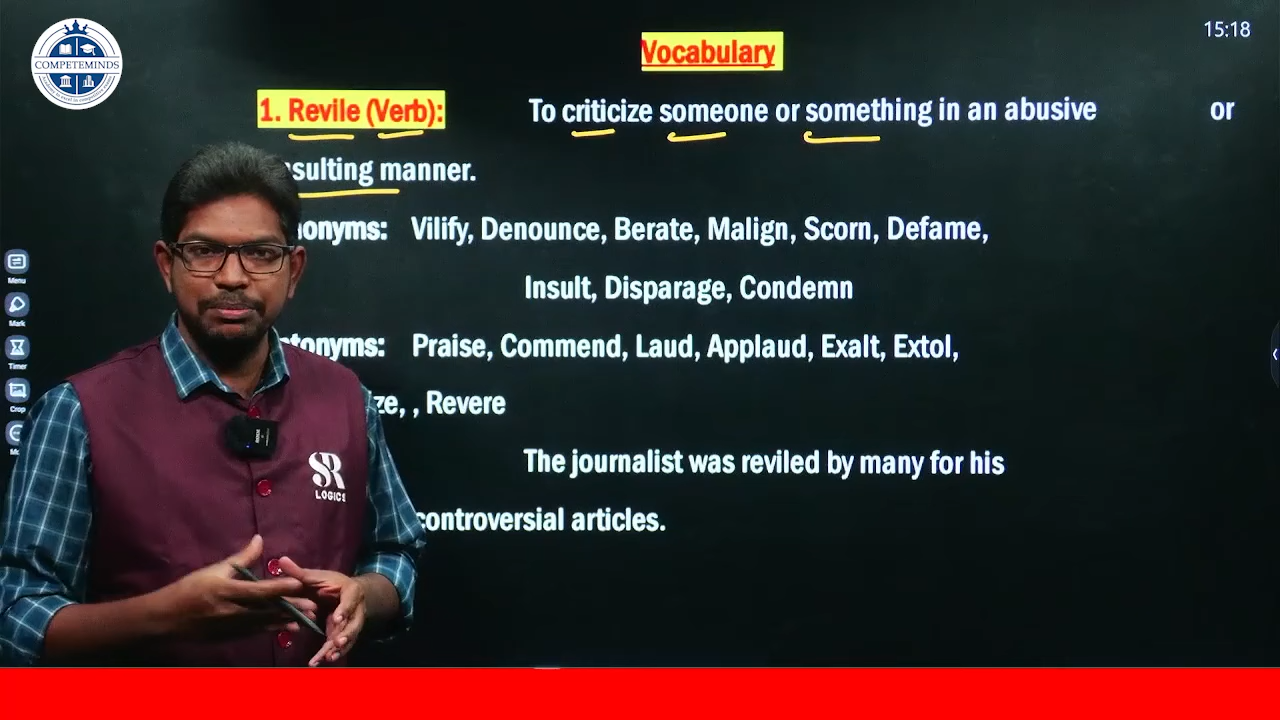 COMPETEMINDS
15:18
Vocabulary
1. Revile (Verb): To criticize someone or something in an abusive or
sulting manner.
onyms: Vilify, Denounce, Berate, Malign, Scorn, Defame,
Insult, Disparage, Condemn
tonyms: Praise, Commend, Laud, Applaud, Exalt, Extol,
ze, , Revere
The journalist was reviled by many for his
controversial articles.
Menu
Mark
Timer
Crop
SR
LOGICS